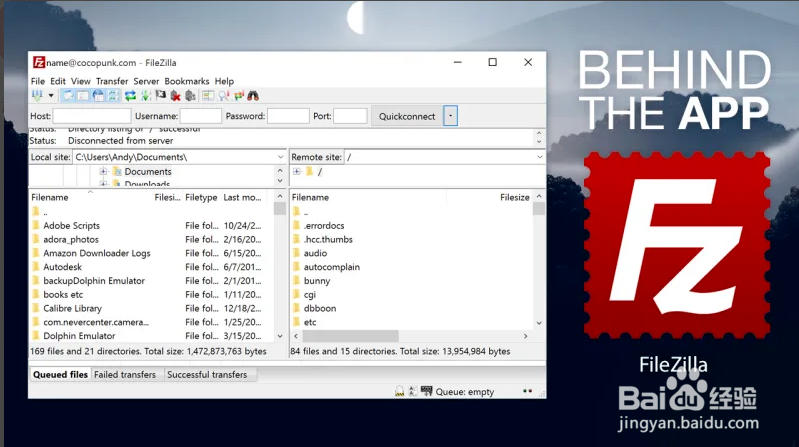 name@cocopunk.com - FileZilla
File Edit View Transfer Server Bookmarks Help
Host: Username: Password: Port: Quickconnect
Status: Directory listing of "/" successful
Status: Disconnected from server
Local site: C:\Users\Andy\Documents\
Documents
Downloads
Filename Filesi... Filetype Last mo...
..
Adobe Scripts File fol... 10/24/2...
adora_photos File fol... 2/16/20...
Amazon Downloader Logs File fol... 6/15/20...
Autodesk File fol... 6/7/201...
backupDolphin Emulator File fol... 2/1/201...
books etc File fol... 1/11/20...
Calibre Library File fol... 12/18/2...
com.nevercenter.camera... File fol... 1/25/20...
Dolphin Emulator File fol... 3/15/20...
169 files and 21 directories. Total size: 1,472,873,763 bytes
Remote site: /
/
Filename Filesize
..
.errordocs
.hcc.thumbs
audio
autocomplain
bunny
cgi
dbboon
etc
84 files and 15 directories. Total size: 13,954,984 bytes
Queued files Failed transfers Successful transfers
Queue: empty
BEHIND
THE APP
Fz
FileZilla
Baidu经验
jingyan.baidu.com